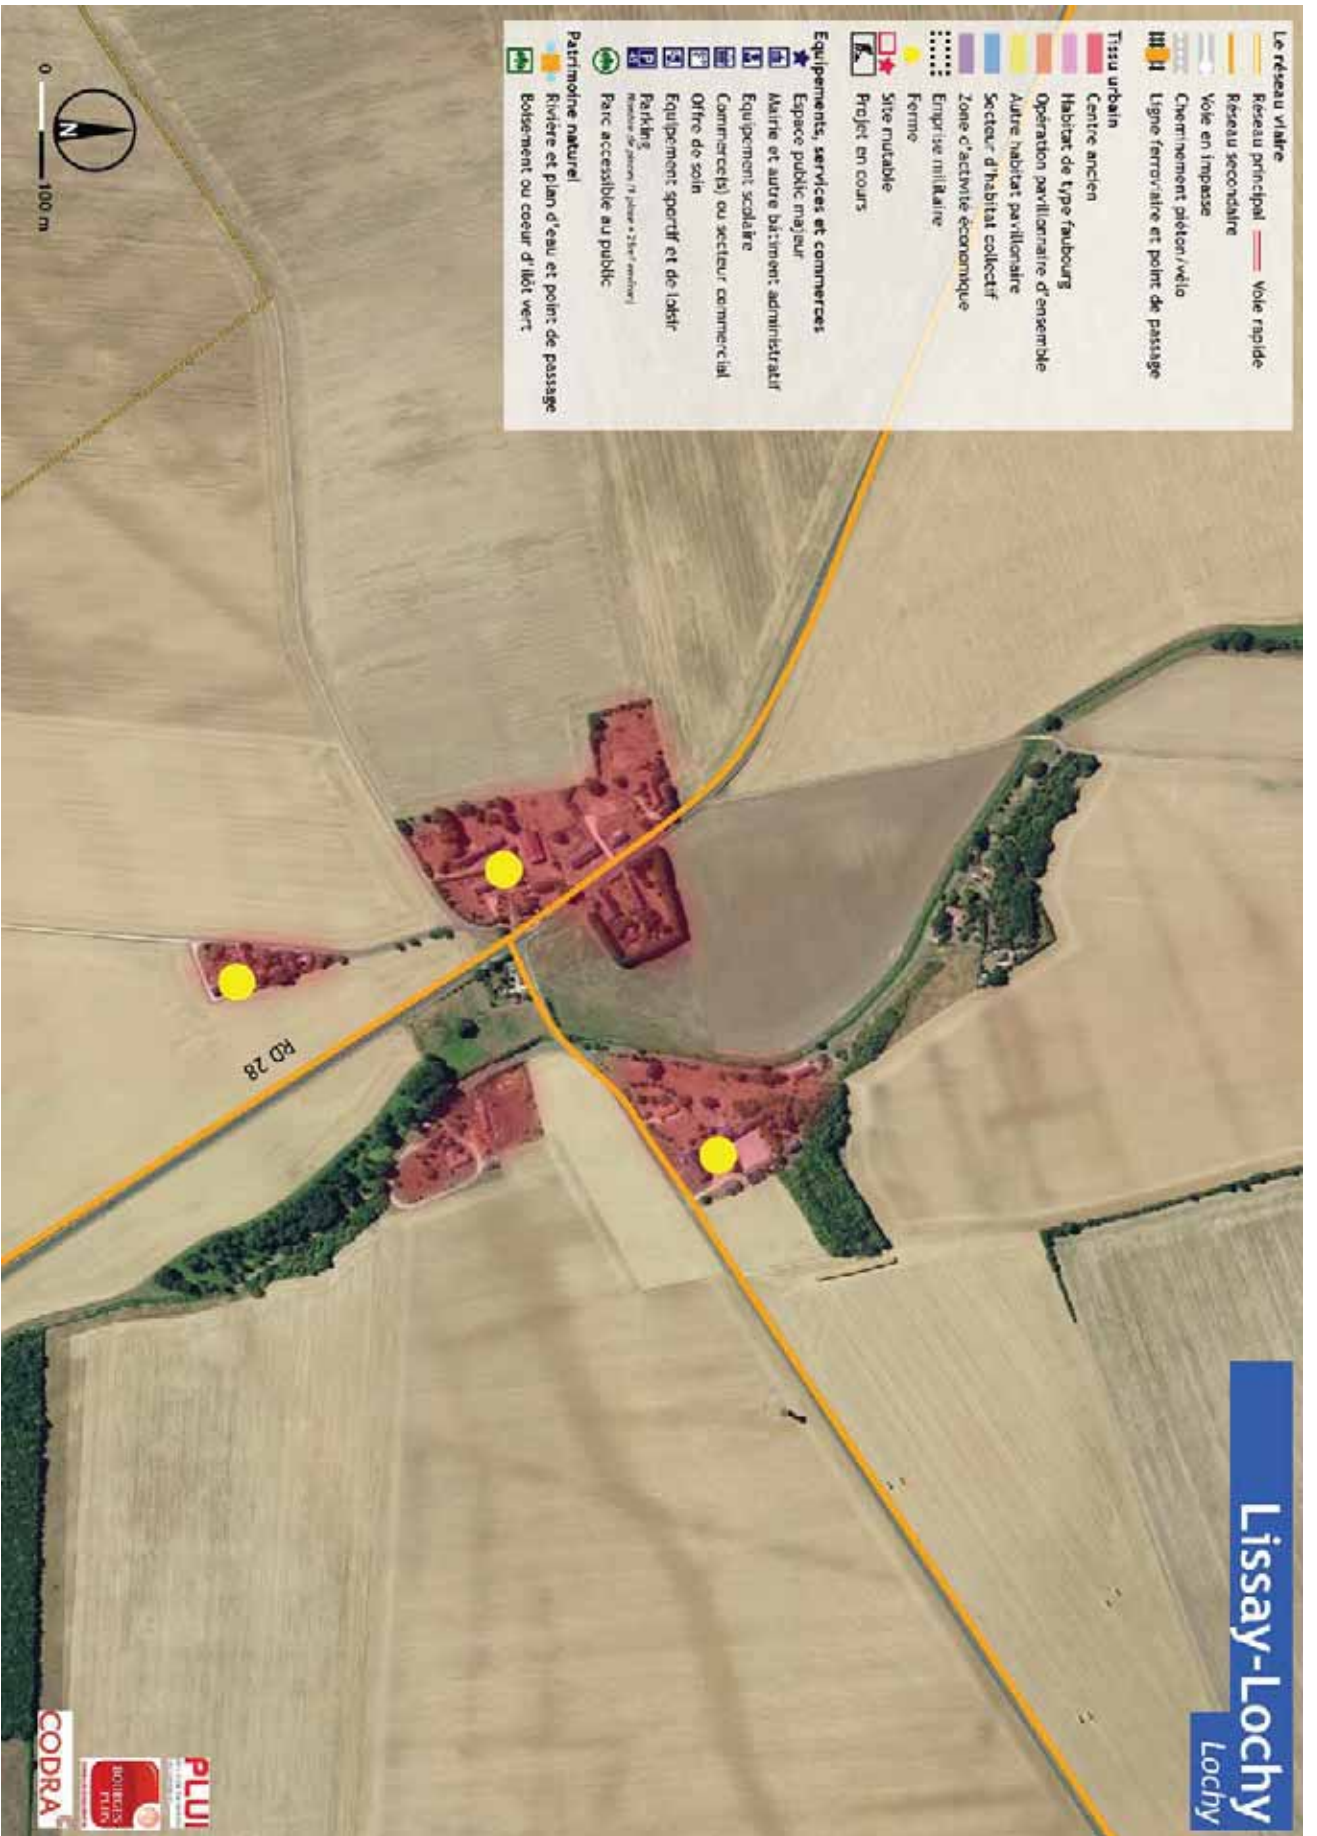 Lissay-Lochy
Lochy
Le réseau viaire
Réseau principal
Voie rapide
Réseau secondaire
Voie en impasse
Cheminement piéton/vélo
Ligne ferroviaire et point de passage
Tissu urbain
Centre ancien
Habitat de type faubourg
Opération pavillonnaire d'ensemble
Autre habitat pavillonaire
Secteur d'habitat collectif
Zone d'activité économique
Emprise militaire
Ferme
Site mutable
Projet en cours
Equipements, services et commerces
Espace public majeur
Mairie et autre bâtiment administratif
Equipement scolaire
Commerce(s) ou secteur commercial
Offre de soin
Equipement sportif et de loisir
Parking
Parc accessible au public
Patrimoine naturel
Rivière et plan d'eau et point de passage
Boisement ou coeur d'îlôt vert
N
0
100 m
RD 28
PLUi
BOURGES
PLUS
CODRA